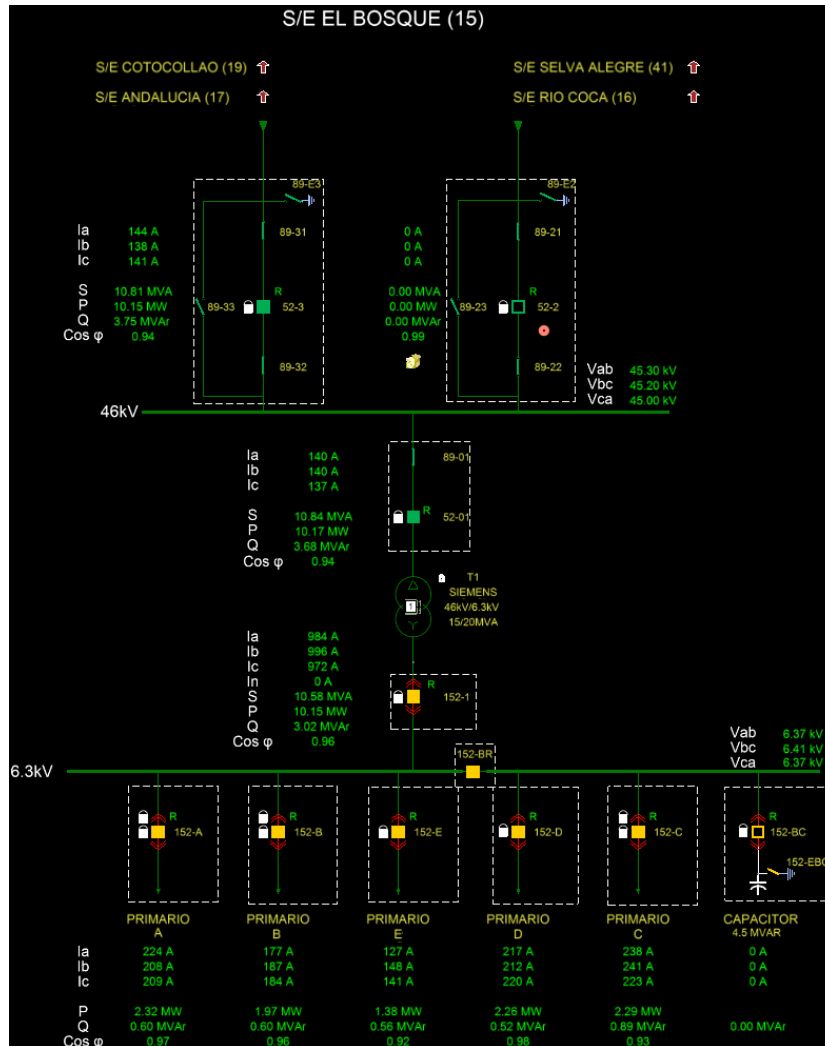 S/E EL BOSQUE (15)
S/E COTOCOLLAO (19) S/E SELVA ALEGRE (41)
S/E ANDALUCIA (17) S/E RIO COCA (16)
89-E3 89-E2
Ia 144 A 0 A 89-31 89-21
Ib 138 A 0 A
Ic 141 A 0 A
S 10.81 MVA R 0.00 MVA R
P 10.15 MW 89-33 52-3 0.00 MW 89-23 52-2
Q 3.75 MVAr 0.00 MVAr
Cos φ 0.94 0.99
89-32 89-22
Vab 45.30 kV
Vbc 45.20 kV
Vca 45.00 kV
46kV
Ia 140 A 89-01
Ib 140 A
Ic 137 A
S 10.84 MVA R 52-01
P 10.17 MW
Q 3.68 MVAr
Cos φ 0.94
T1
SIEMENS
1 46kV/6.3kV
15/20MVA
Ia 984 A
Ib 996 A
Ic 972 A
In 0 A R
S 10.58 MVA 152-1
P 10.15 MW
Q 3.02 MVAr
Cos φ 0.96
Vab 6.37 kV
Vbc 6.41 kV
Vca 6.37 kV
152-BR
6.3kV
R R R R R R
152-A 152-B 152-E 152-D 152-C 152-BC
152-EBC
PRIMARIO PRIMARIO PRIMARIO PRIMARIO PRIMARIO CAPACITOR
A B E D C 4.5 MVAR
Ia 224 A 177 A 127 A 217 A 238 A 0 A
Ib 208 A 187 A 148 A 212 A 241 A 0 A
Ic 209 A 184 A 141 A 220 A 223 A 0 A
P 2.32 MW 1.97 MW 1.38 MW 2.26 MW 2.29 MW
Q 0.60 MVAr 0.60 MVAr 0.56 MVAr 0.52 MVAr 0.89 MVAr 0.00 MVAr
Cos φ 0.97 0.96 0.92 0.98 0.93